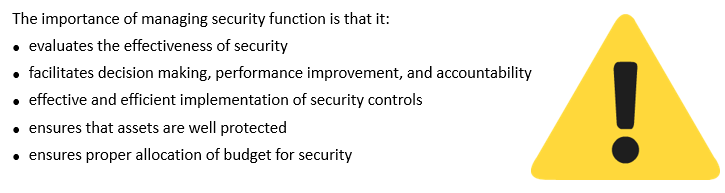 The importance of managing security function is that it:
• evaluates the effectiveness of security
• facilitates decision making, performance improvement, and accountability
• effective and efficient implementation of security controls
• ensures that assets are well protected
• ensures proper allocation of budget for security